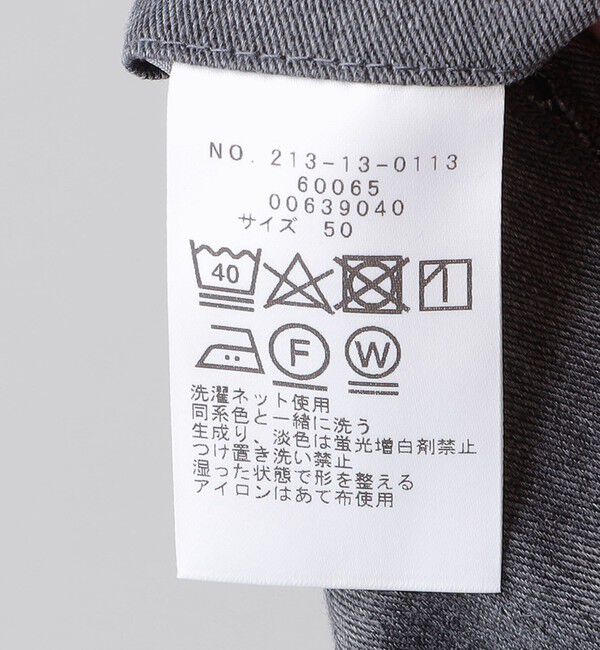 NO. 213-13-0113
60065
00639040
サイズ 50
40
F W
洗濯ネット使用
同系色と一緒に洗う
生成り、淡色は蛍光増白剤禁止
つけ置き洗い禁止
湿った状態で形を整える
アイロンはあて布使用